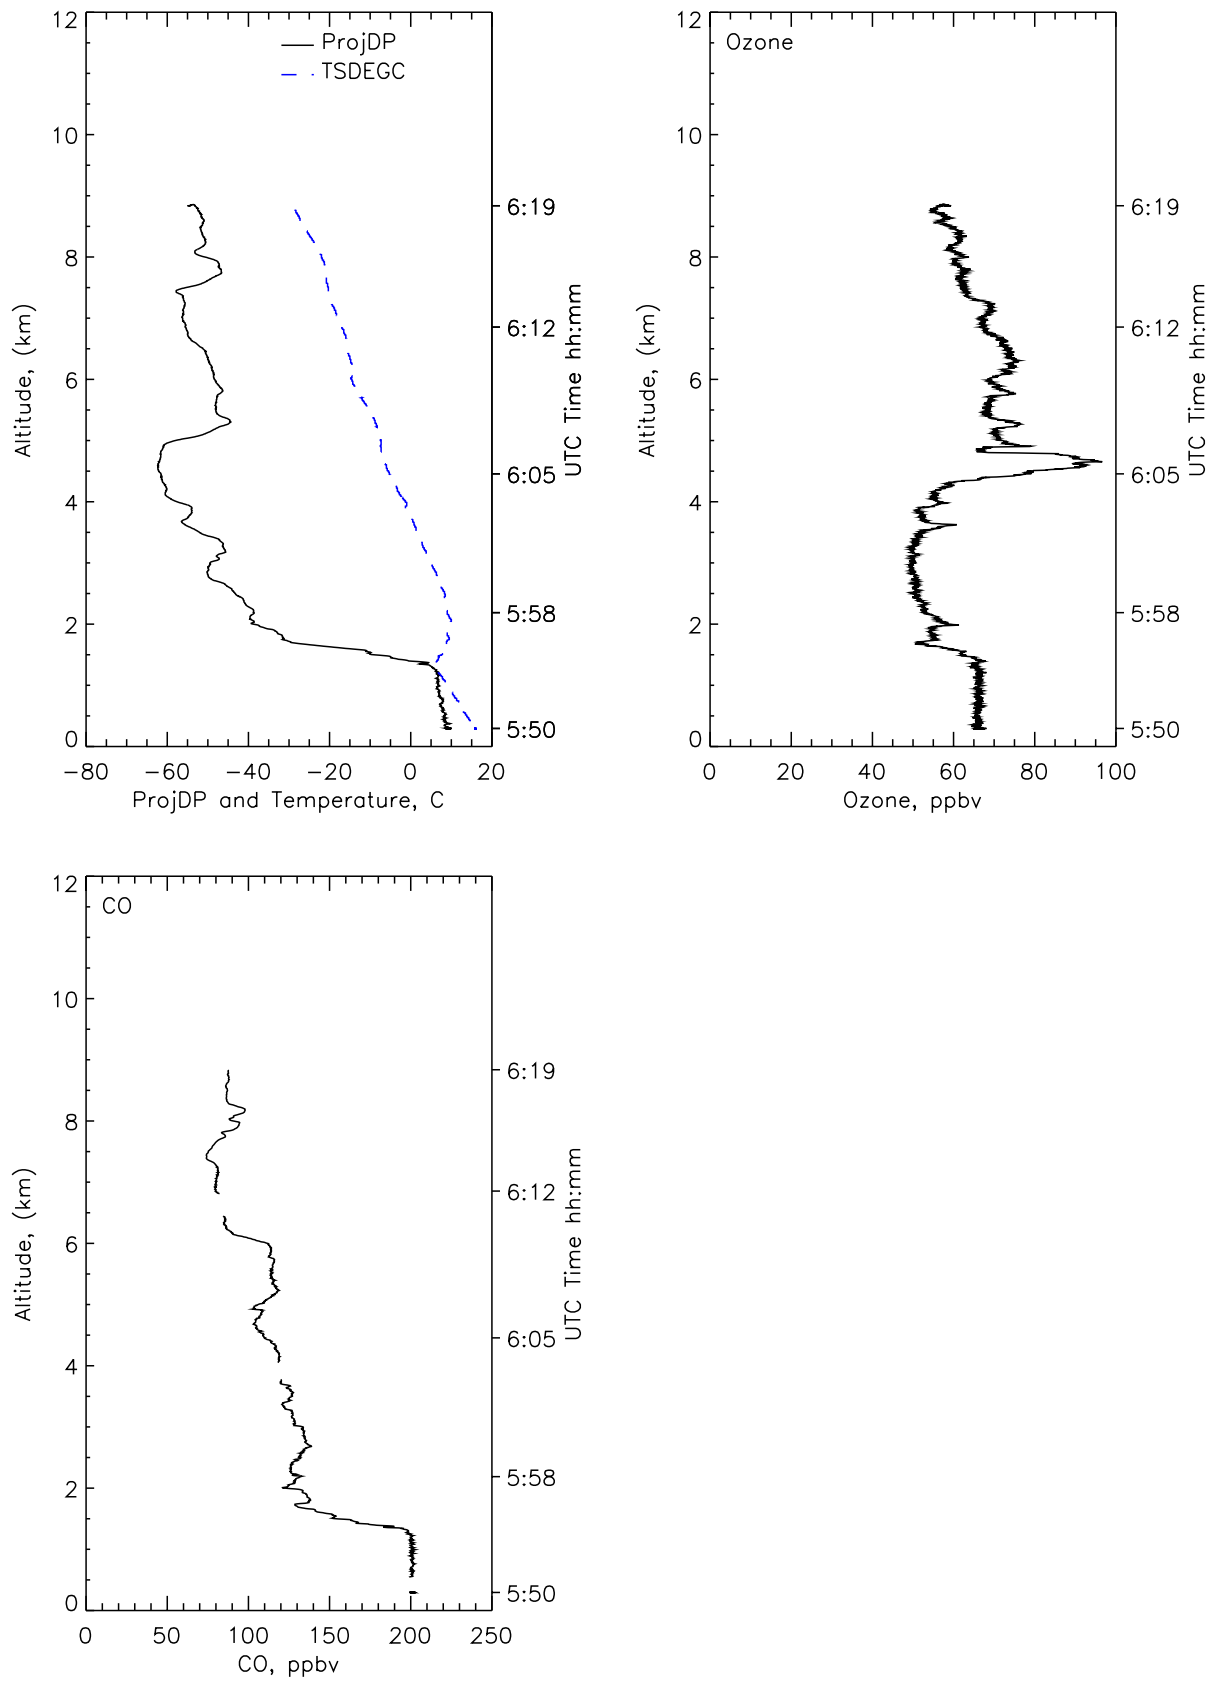 12
10
8
6
4
2
0
Altitude, (km)
ProjDP
TSDEGC
6:19
6:12
6:05
5:58
5:50
UTC Time hh:mm
−80 −60 −40 −20 0 20
ProjDP and Temperature, C
12
10
8
6
4
2
0
Altitude, (km)
Ozone
6:19
6:12
6:05
5:58
5:50
UTC Time hh:mm
0 20 40 60 80 100
Ozone, ppbv
12
10
8
6
4
2
0
Altitude, (km)
CO
6:19
6:12
6:05
5:58
5:50
UTC Time hh:mm
0 50 100 150 200 250
CO, ppbv